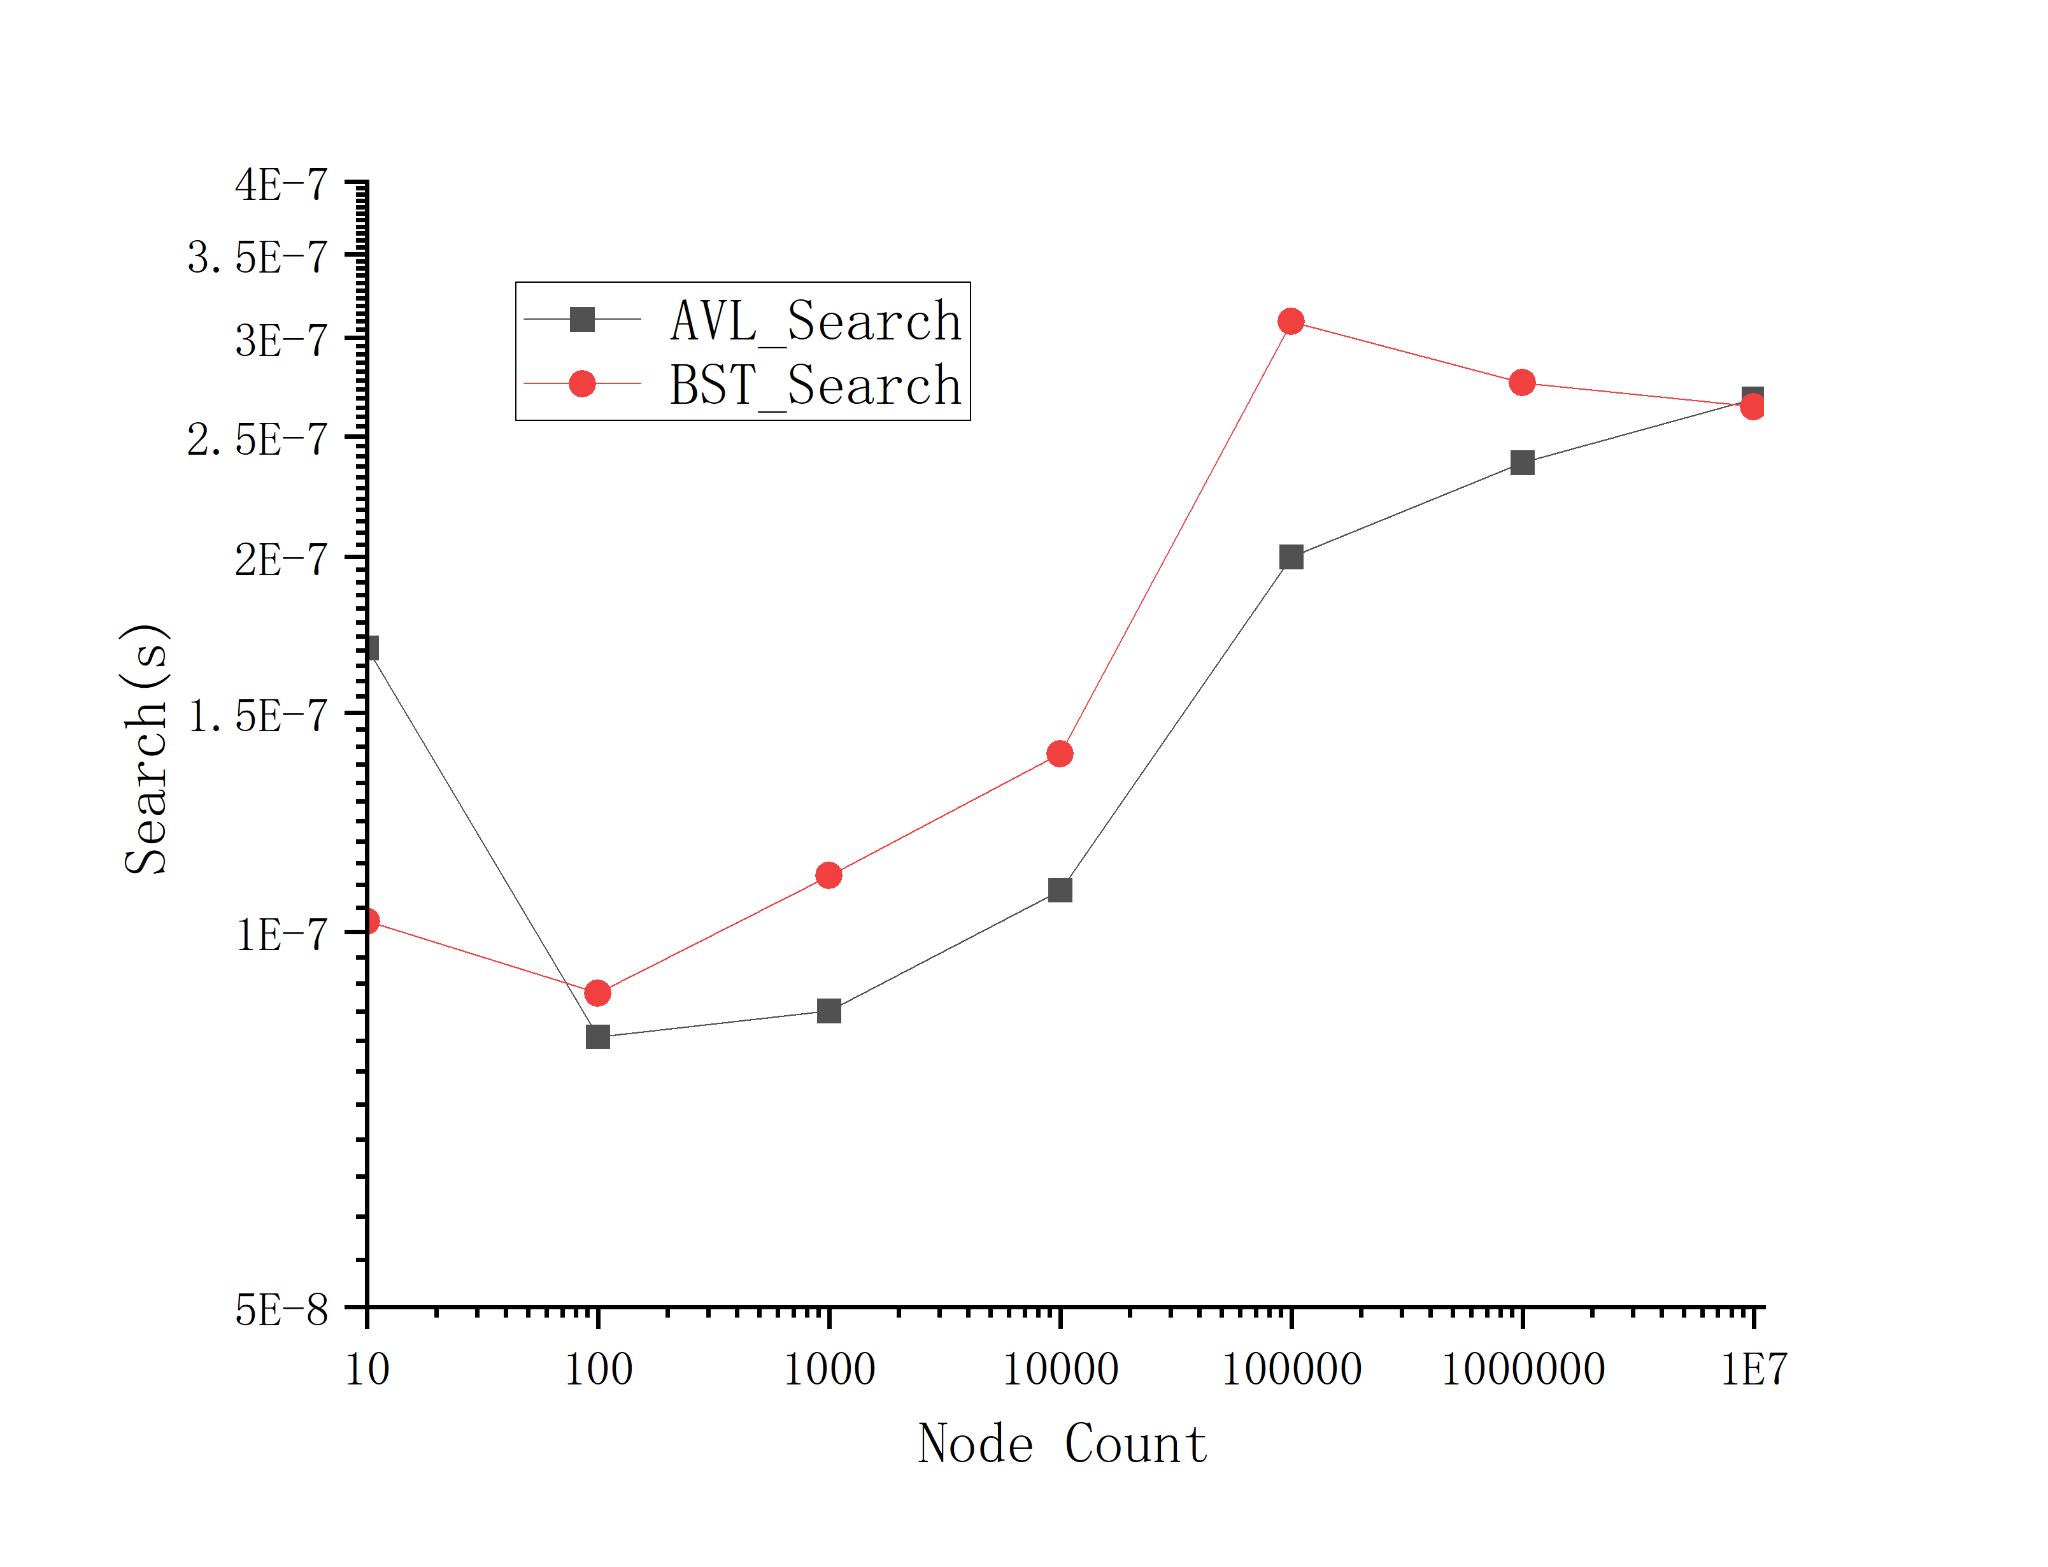 4E-7
3.5E-7
3E-7
2.5E-7
2E-7
1.5E-7
1E-7
5E-8
Search(s)
AVL_Search
BST_Search
10 100 1000 10000 100000 1000000 1E7
Node Count